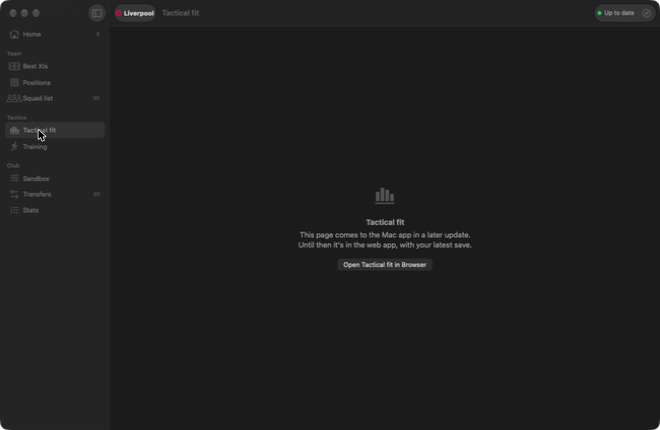 Liverpool
Tactical fit
Up to date
Home
Team
Best XIs
Positions
Squad list
Tactics
Tactical fit
Training
Club
Sandbox
Transfers
Stats
Tactical fit
This page comes to the Mac app in a later update.
Until then it's in the web app, with your latest save.
Open Tactical fit in Browser